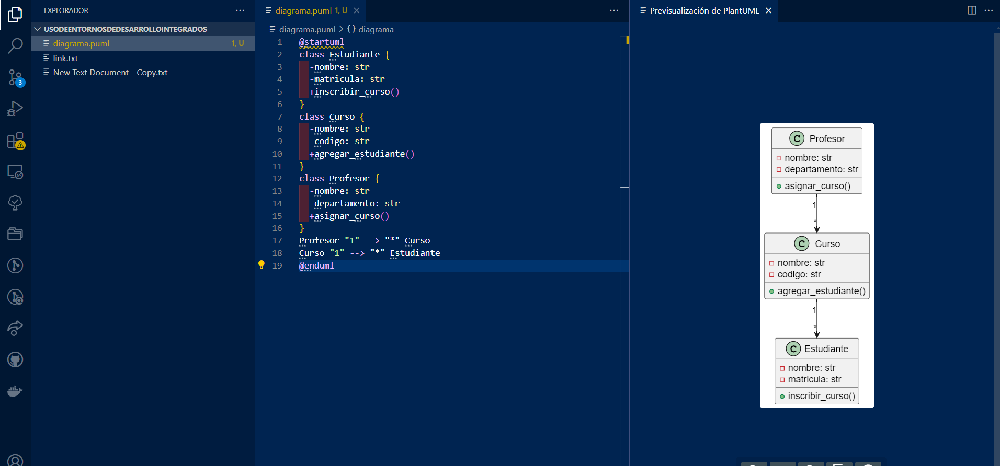 EXPLORADOR
USODEENTORNOSDEDESARROLLOINTEGRADOS
diagrama.puml 1, U
link.txt
New Text Document - Copy.txt
3
diagrama.puml 1, U
diagrama.puml > {} diagrama
1 @startuml
2 class Estudiante {
3 -nombre: str
4 -matricula: str
5 +inscribir_curso()
6 }
7 class Curso {
8 -nombre: str
9 -codigo: str
10 +agregar_estudiante()
11 }
12 class Profesor {
13 -nombre: str
14 -departamento: str
15 +asignar_curso()
16 }
17 Profesor "1" --> "*" Curso
18 Curso "1" --> "*" Estudiante
19 @enduml
Previsualización de PlantUML
C Profesor
nombre: str
departamento: str
asignar_curso()
1
*
C Curso
nombre: str
codigo: str
agregar_estudiante()
1
*
C Estudiante
nombre: str
matricula: str
inscribir_curso()